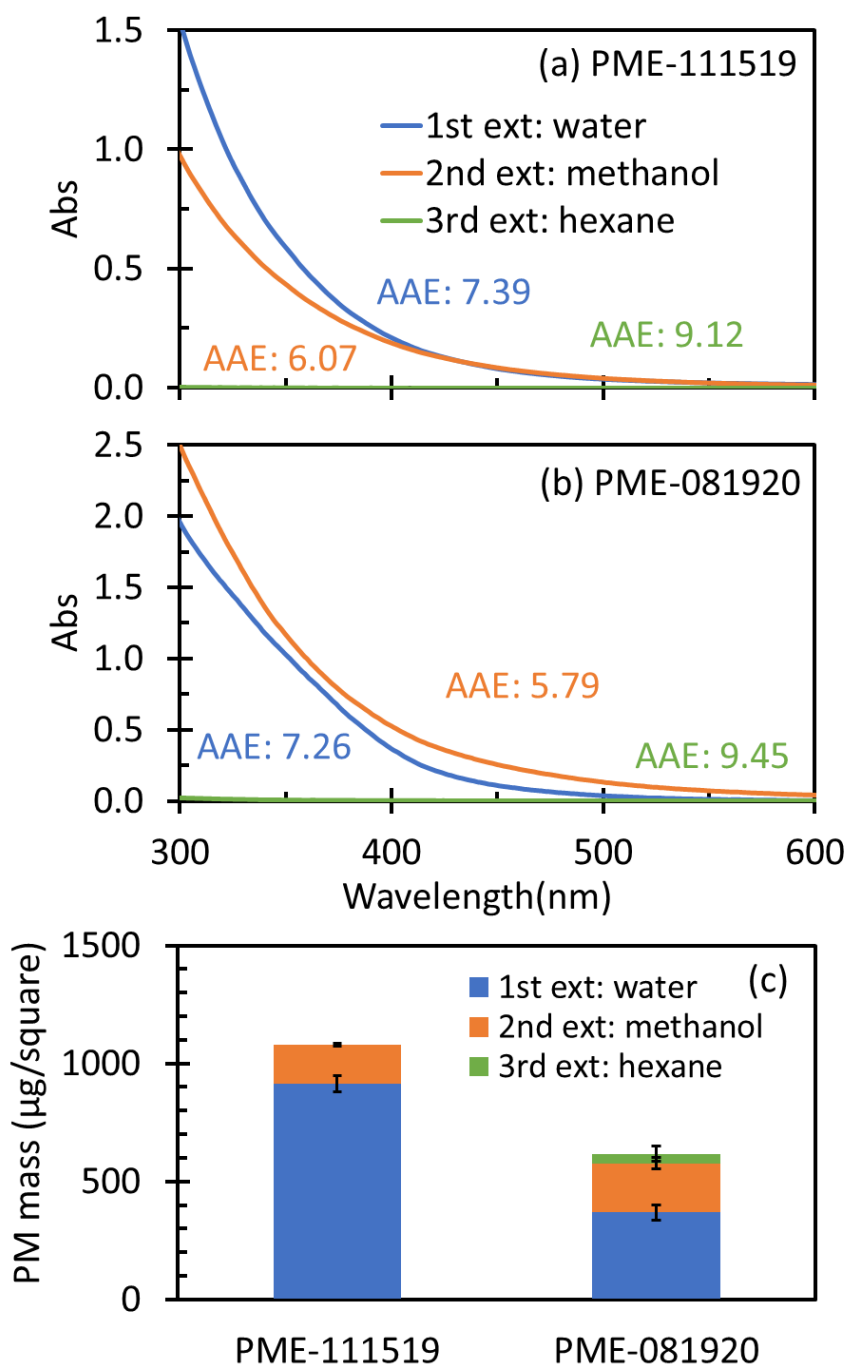 1.5
(a) PME-111519
1st ext: water
1.0
2nd ext: methanol
3rd ext: hexane
Abs
0.5
AAE: 7.39
AAE: 9.12
AAE: 6.07
0.0
2.5
(b) PME-081920
2.0
1.5
Abs
1.0
AAE: 5.79
0.5
AAE: 7.26
AAE: 9.45
0.0
300 400 500 600
Wavelength(nm)
1500
(c)
1st ext: water
2nd ext: methanol
3rd ext: hexane
1000
PM mass (µg/square)
500
0
PME-111519 PME-081920